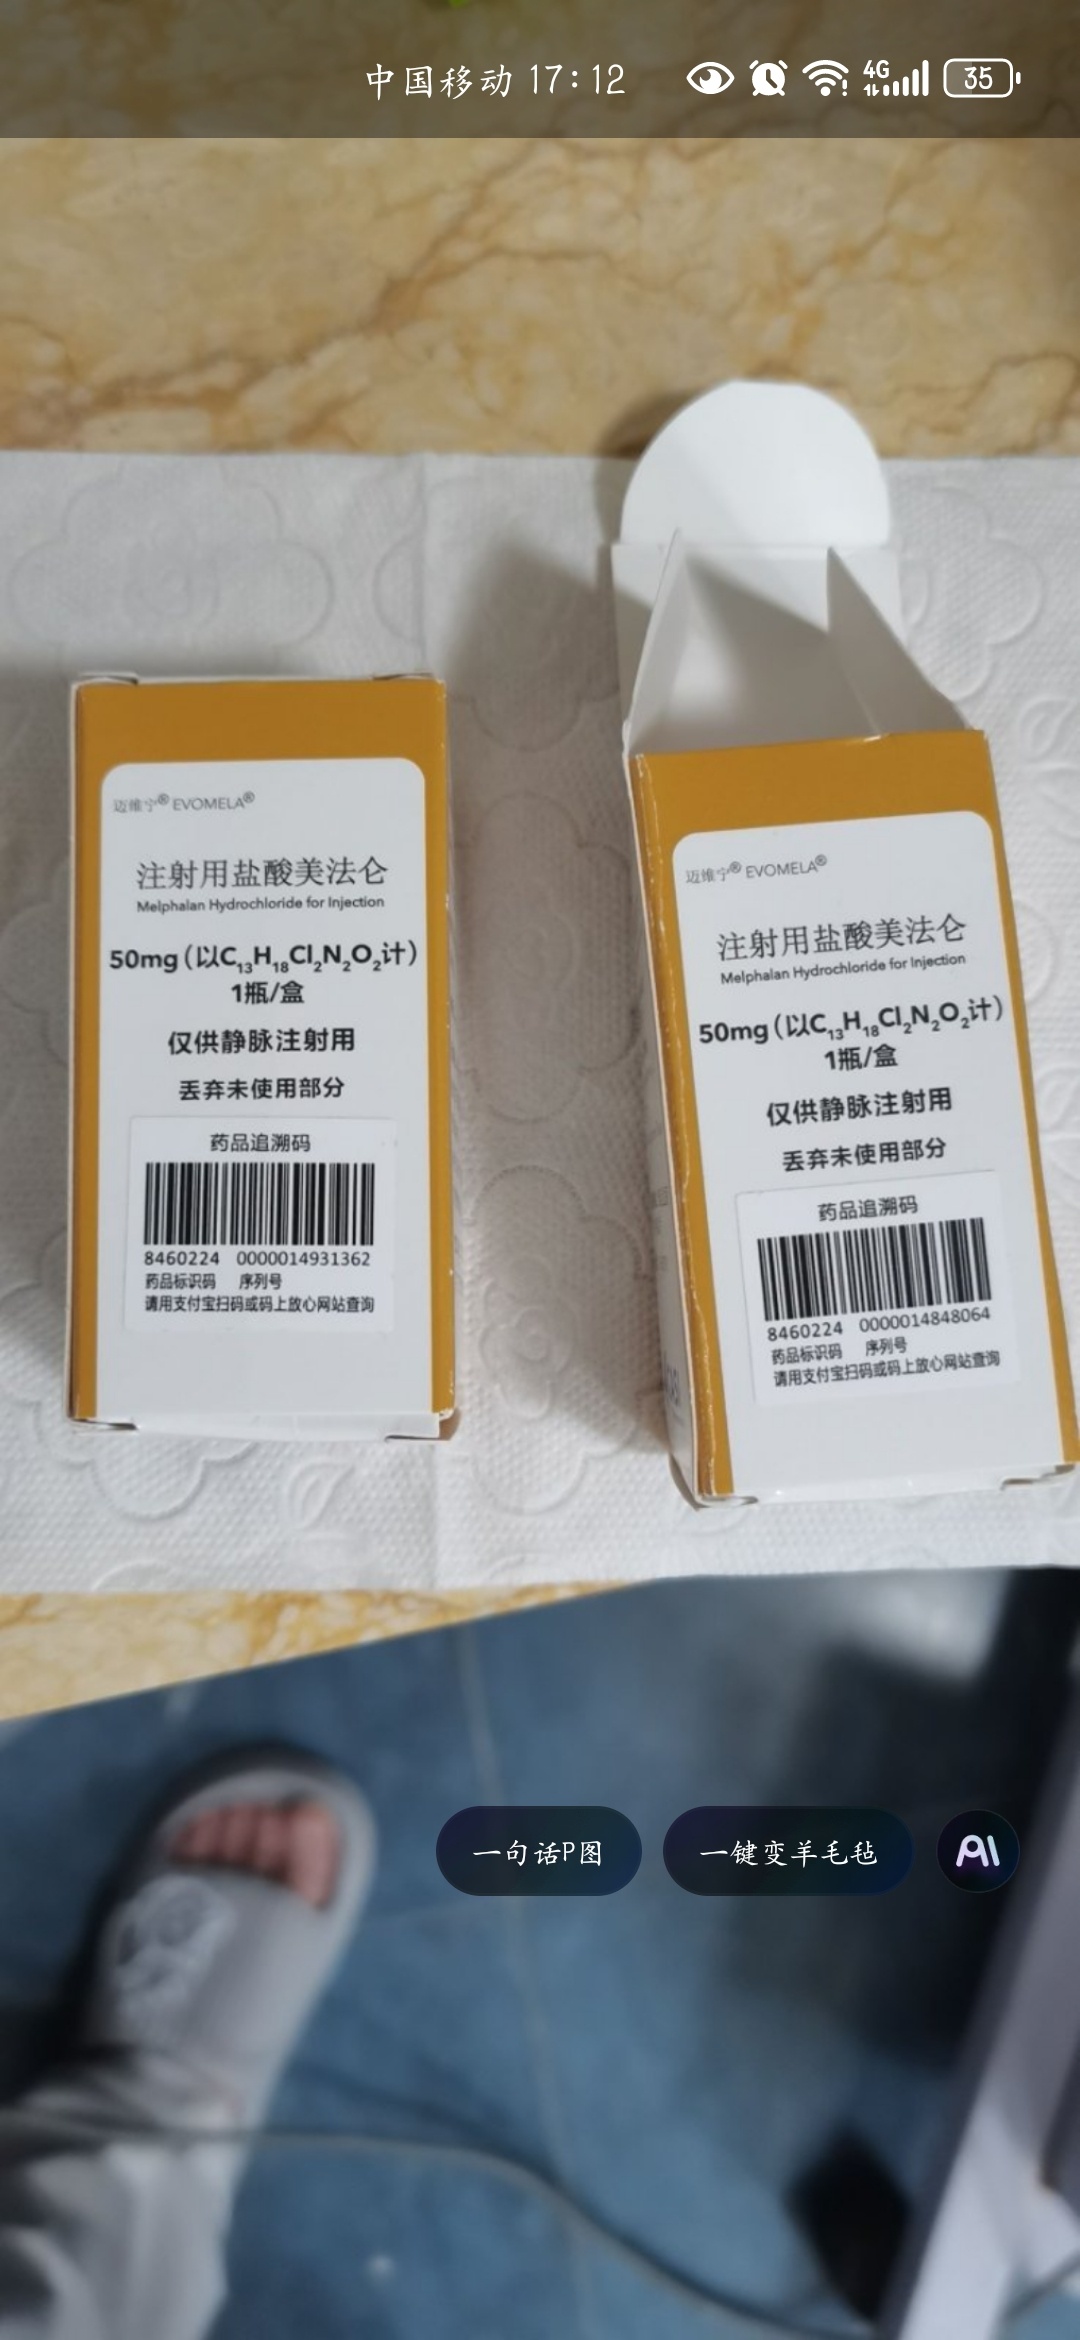 中国移动 17:12
4G
35
迈维宁® EVOMELA®
注射用盐酸美法仑
Melphalan Hydrochloride for Injection
50mg（以C₁₃H₁₈Cl₂N₂O₂计）
1瓶/盒
仅供静脉注射用
丢弃未使用部分
药品追溯码
8460224 0000014931362
药品标识码 序列号
请用支付宝扫码或码上放心网站查询
迈维宁® EVOMELA®
注射用盐酸美法仑
Melphalan Hydrochloride for Injection
50mg（以C₁₃H₁₈Cl₂N₂O₂计）
1瓶/盒
仅供静脉注射用
丢弃未使用部分
药品追溯码
8460224 0000014848064
药品标识码 序列号
请用支付宝扫码或码上放心网站查询
一句话P图
一键变羊毛毡
AI